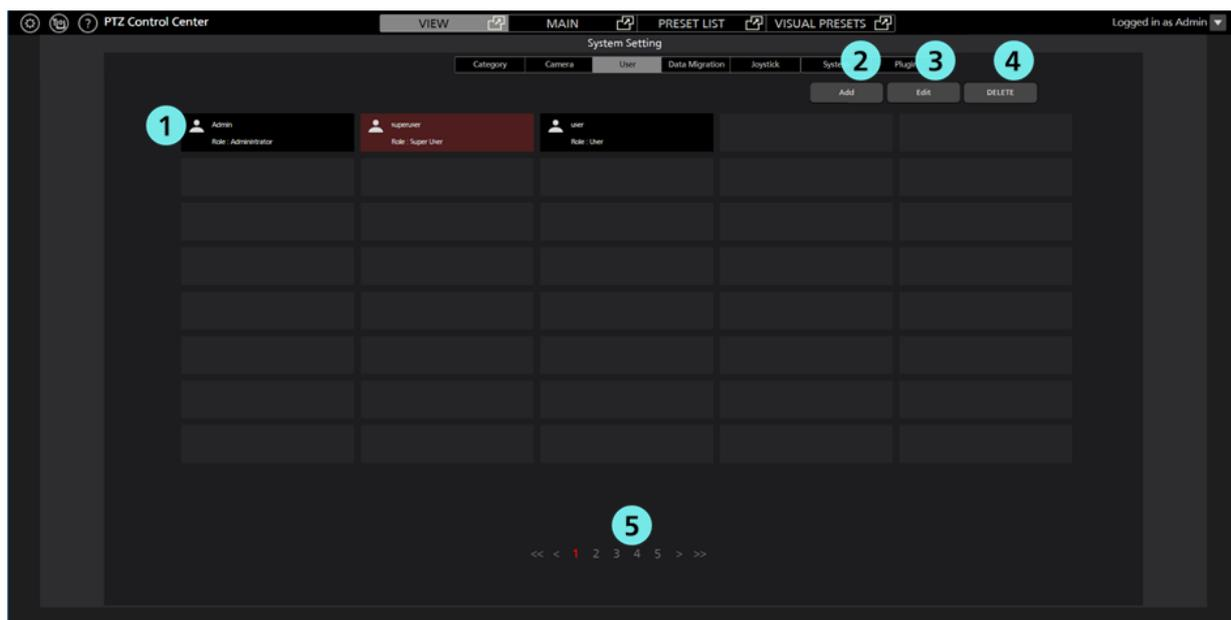 PTZ Control Center VIEW MAIN PRESET LIST VISUAL PRESETS Logged in as Admin
System Setting
Category Camera User Data Migration Joystick
2 3 4
Add Edit DELETE
1
Admin superuser user
Role : Administrator Role : Super User Role : User
5
<< < 1 2 3 4 5 > >>